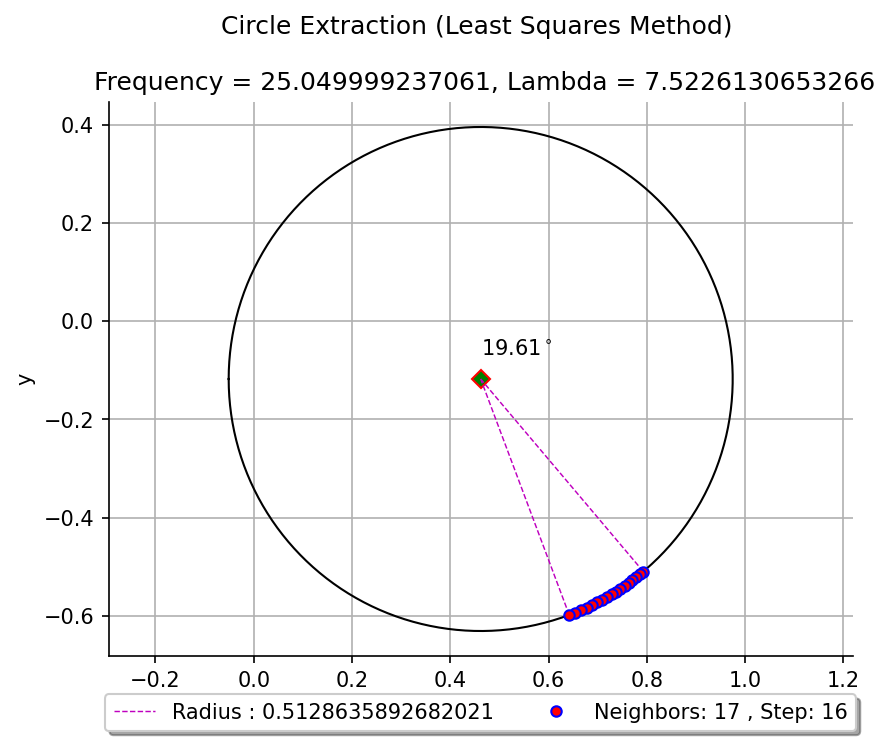 Circle Extraction (Least Squares Method)
Frequency = 25.049999237061, Lambda = 7.5226130653266
0.4
0.2
0.0
−0.2
−0.4
−0.6
y
19.61°
−0.2 0.0 0.2 0.4 0.6 0.8 1.0 1.2
Radius : 0.5128635892682021 Neighbors: 17 , Step: 16